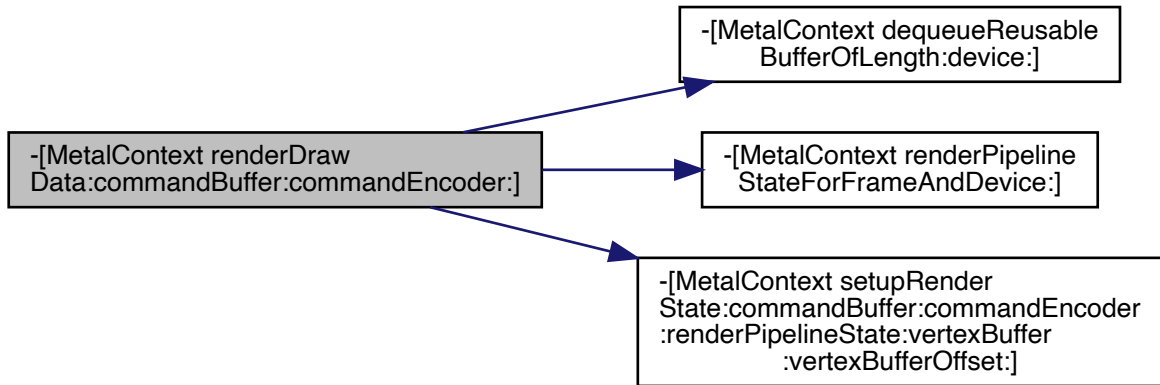 -[MetalContext dequeueReusable
BufferOfLength:device:]
-[MetalContext renderDraw
Data:commandBuffer:commandEncoder:]
-[MetalContext renderPipeline
StateForFrameAndDevice:]
-[MetalContext setupRender
State:commandBuffer:commandEncoder
:renderPipelineState:vertexBuffer
:vertexBufferOffset:]